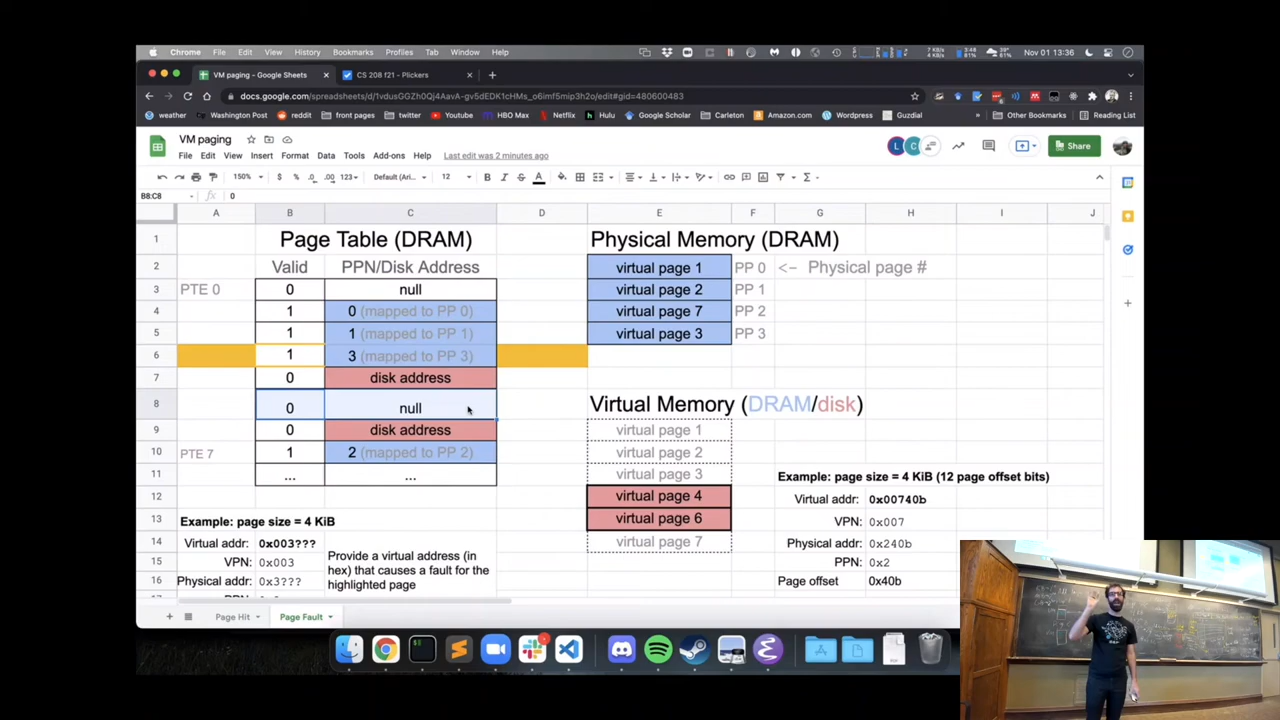 Chrome File Edit View History Bookmarks Profiles Tab Window Help Nov 01 13:36
VM paging - Google Sheets CS 208 f21 - Plickers
weather Washington Post reddit front pages twitter Youtube HBO Max Netflix Hulu Google Scholar Carleton Amazon.com Wordpress Guzdial » Other Bookmarks Reading List
VM paging
File Edit View Insert Format Data Tools Add-ons Help Last edit was 2 minutes ago
L C Share
150% $ % .0 .00 123 Default (Ari... 12 B I S A
B8:C8 fx 0
A B C D E F G H I J
1 Page Table (DRAM) Physical Memory (DRAM)
2 Valid PPN/Disk Address virtual page 1 PP 0 <- Physical page #
3 PTE 0 0 null virtual page 2 PP 1
4 1 0 (mapped to PP 0) virtual page 7 PP 2
5 1 1 (mapped to PP 1) virtual page 3 PP 3
6 1 3 (mapped to PP 3)
7 0 disk address
8 0 null Virtual Memory (DRAM/disk)
9 0 disk address virtual page 1
10 PTE 7 1 2 (mapped to PP 2) virtual page 2
11 ... ... virtual page 3 Example: page size = 4 KiB (12 page offset bits)
12 virtual page 4 Virtual addr: 0x00740b
13 Example: page size = 4 KiB virtual page 6 VPN: 0x007
14 Virtual addr: 0x003??? virtual page 7 Physical addr: 0x240b
15 VPN: 0x003 Provide a virtual address (in hex) that causes a fault for the highlighted page PPN: 0x2
16 Physical addr: 0x3??? Page offset 0x40b
Page Hit Page Fault